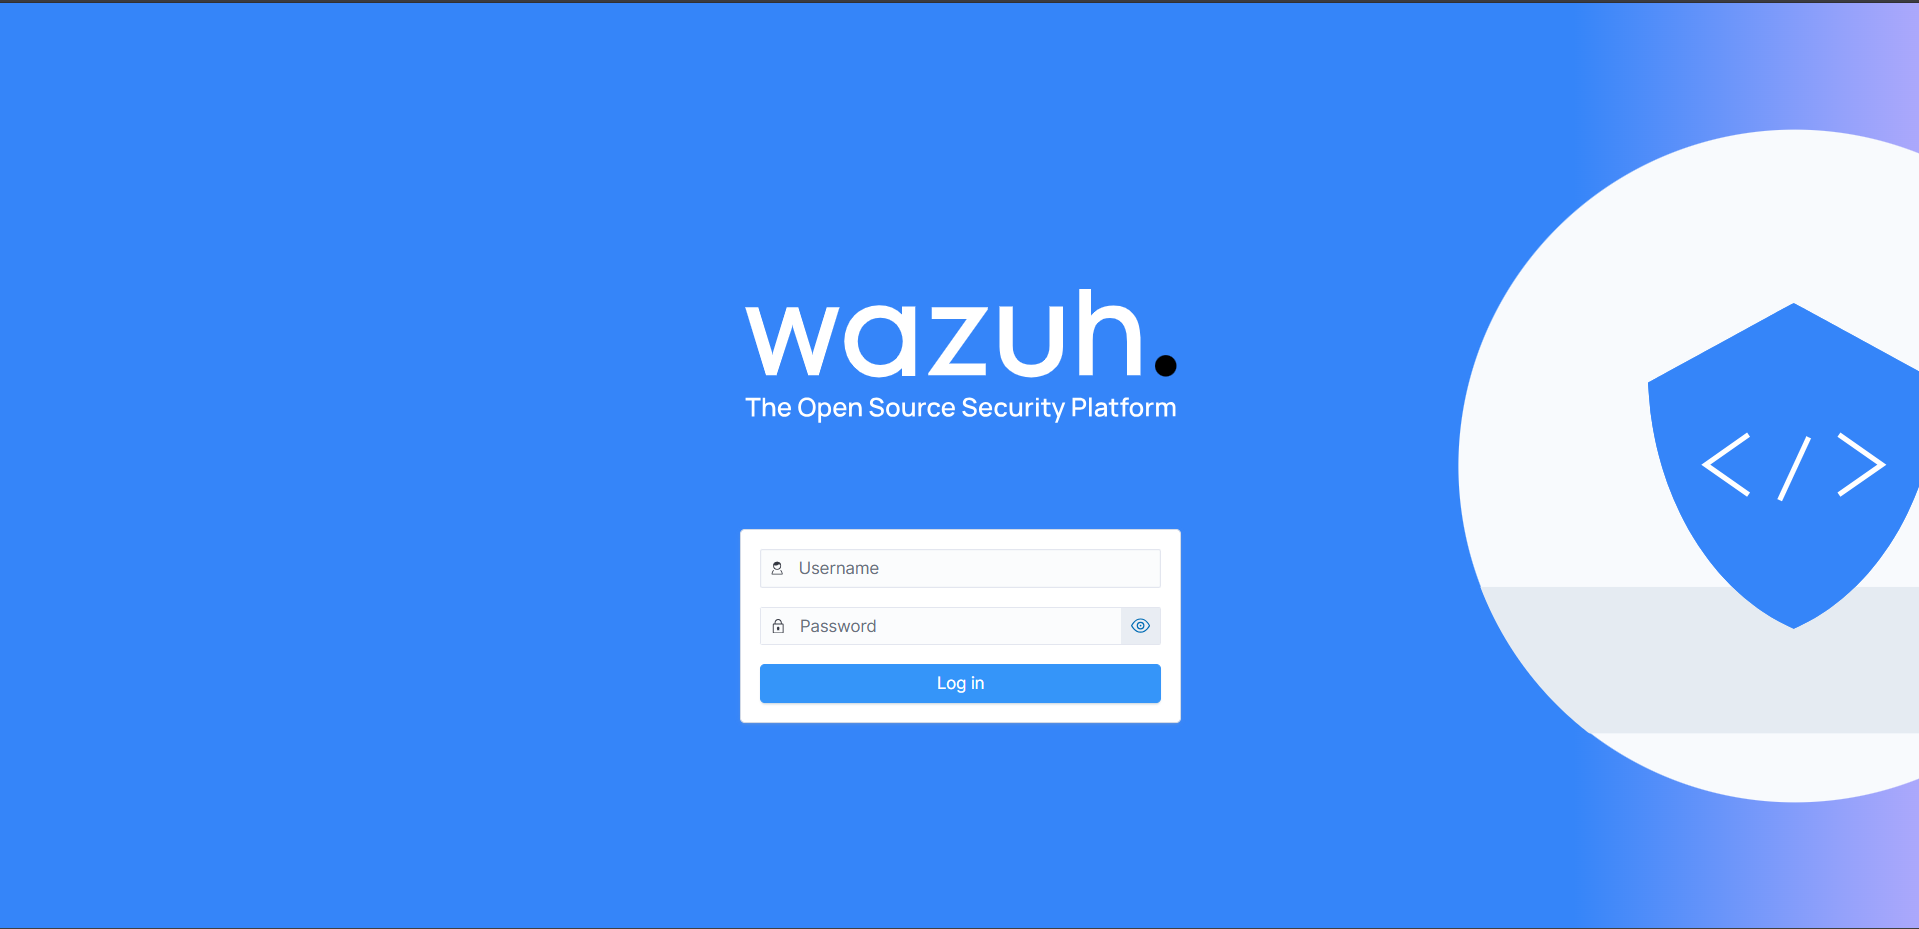 wazuh.
The Open Source Security Platform
</>
Username
Password
Log in